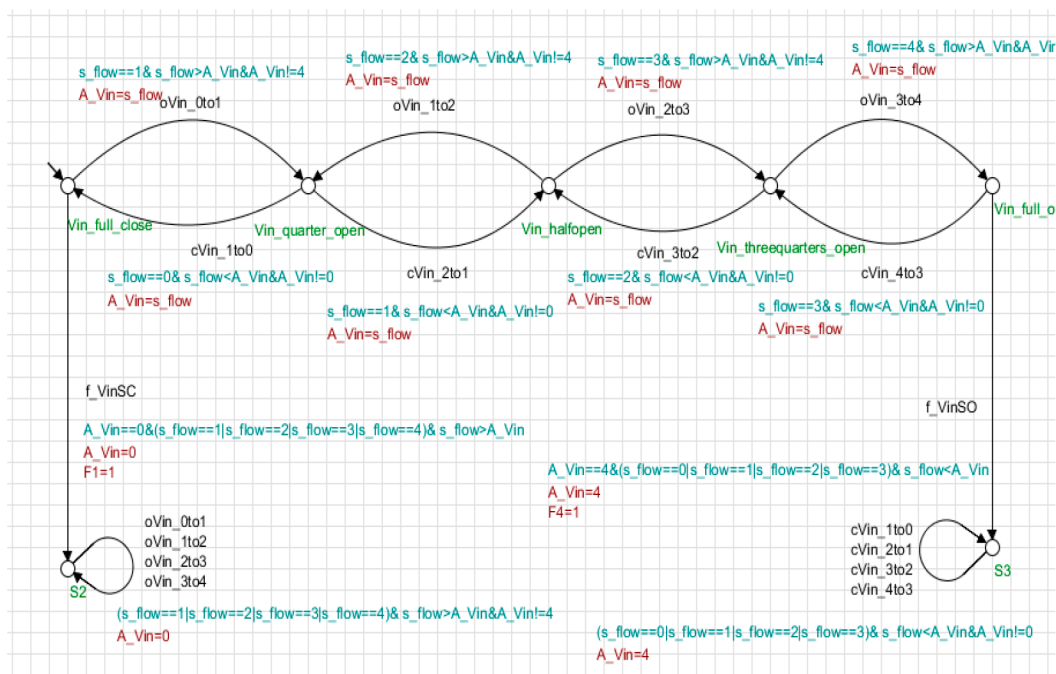 s_flow==1& s_flow>A_Vin&A_Vin!=4
A_Vin=s_flow
oVin_0to1
s_flow==2& s_flow>A_Vin&A_Vin!=4
A_Vin=s_flow
oVin_1to2
s_flow==3& s_flow>A_Vin&A_Vin!=4
A_Vin=s_flow
oVin_2to3
s_flow==4& s_flow>A_Vin&A_Vin
A_Vin=s_flow
oVin_3to4
Vin_full_close
Vin_quarter_open
Vin_halfopen
Vin_threequarters_open
Vin_full_o
cVin_1to0
s_flow==0& s_flow<A_Vin&A_Vin!=0
A_Vin=s_flow
cVin_2to1
s_flow==1& s_flow<A_Vin&A_Vin!=0
A_Vin=s_flow
cVin_3to2
s_flow==2& s_flow<A_Vin&A_Vin!=0
A_Vin=s_flow
cVin_4to3
s_flow==3& s_flow<A_Vin&A_Vin!=0
A_Vin=s_flow
f_VinSC
A_Vin==0&(s_flow==1|s_flow==2|s_flow==3|s_flow==4)& s_flow>A_Vin
A_Vin=0
F1=1
f_VinSO
A_Vin==4&(s_flow==0|s_flow==1|s_flow==2|s_flow==3)& s_flow<A_Vin
A_Vin=4
F4=1
oVin_0to1
oVin_1to2
oVin_2to3
oVin_3to4
S2
(s_flow==1|s_flow==2|s_flow==3|s_flow==4)& s_flow>A_Vin&A_Vin!=4
A_Vin=0
cVin_1to0
cVin_2to1
cVin_3to2
cVin_4to3
S3
(s_flow==0|s_flow==1|s_flow==2|s_flow==3)& s_flow<A_Vin&A_Vin!=0
A_Vin=4